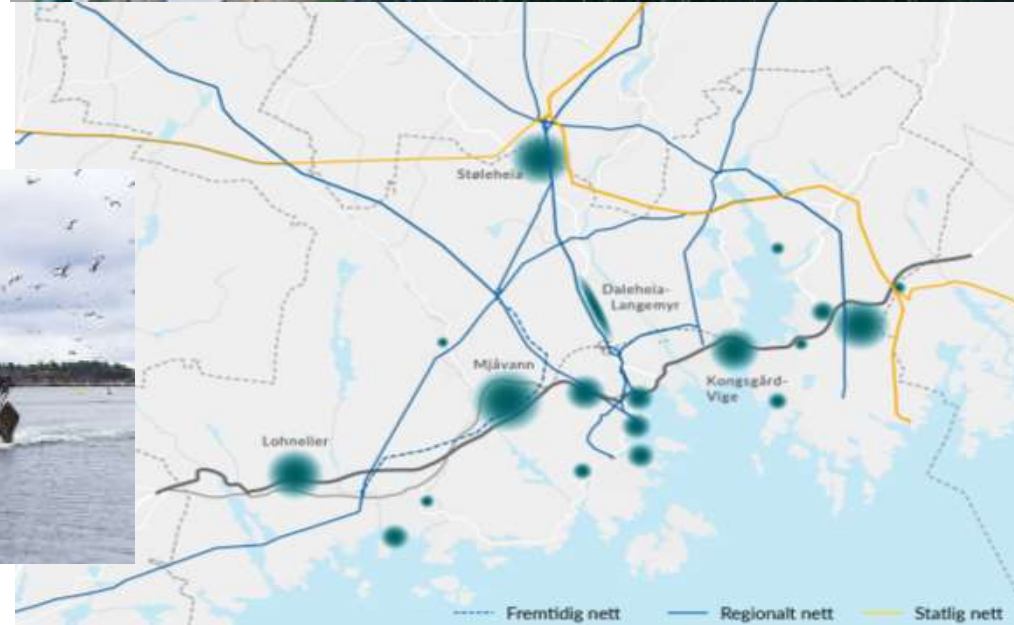 Støleheia
Daleheia-
Langemyr
Mjåvann
Kongsgård-
Vige
Lohnelier
Fremtidig nett
Regionalt nett
Statlig nett